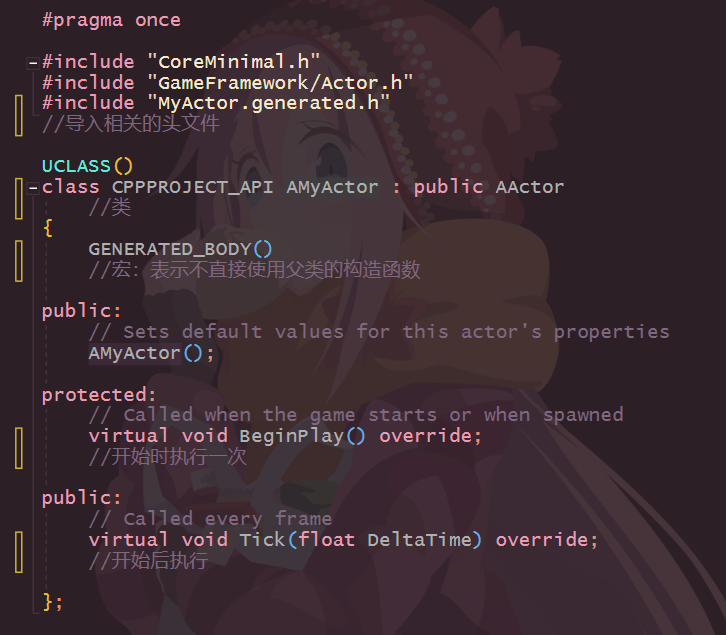 #pragma once
#include "CoreMinimal.h"
#include "GameFramework/Actor.h"
#include "MyActor.generated.h"
//导入相关的头文件
UCLASS()
class CPPPROJECT_API AMyActor : public AActor
//类
{
GENERATED_BODY()
//宏：表示不直接使用父类的构造函数
public:
// Sets default values for this actor's properties
AMyActor();
protected:
// Called when the game starts or when spawned
virtual void BeginPlay() override;
//开始时执行一次
public:
// Called every frame
virtual void Tick(float DeltaTime) override;
//开始后执行
};